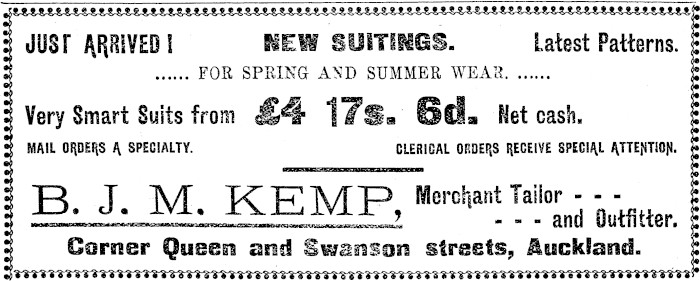 JUST ARRIVED! NEW SUITINGS. Latest Patterns.
...... FOR SPRING AND SUMMER WEAR. ......
Very Smart Suits from £4 17s. 6d. Net cash.
MAIL ORDERS A SPECIALTY. CLERICAL ORDERS RECEIVE SPECIAL ATTENTION.
B. J. M. KEMP, Merchant Tailor - - -
- - - and Outfitter.
Corner Queen and Swanson streets, Auckland.